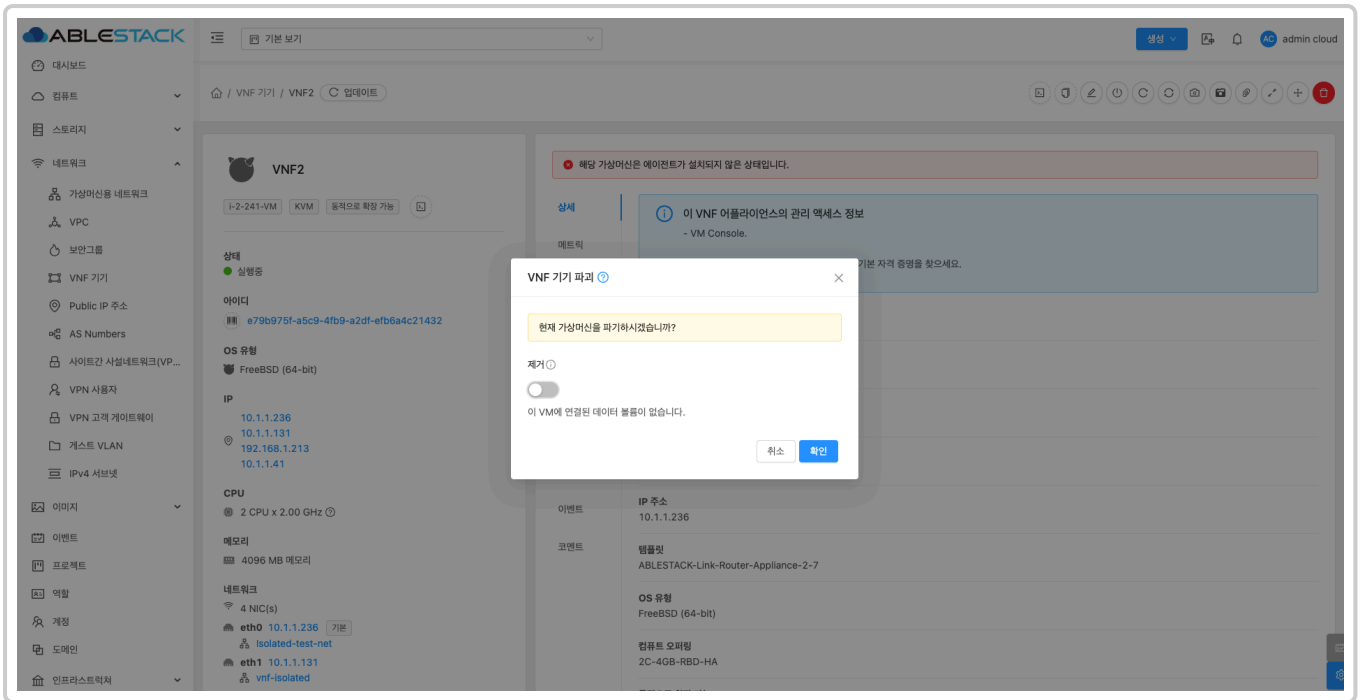 ABLESTACK
기본 보기
생성
AC
admin cloud
대시보드
컴퓨트
스토리지
네트워크
가상머신용 네트워크
VPC
보안그룹
VNF 기기
Public IP 주소
AS Numbers
사이트간 사설네트워크(VP...
VPN 사용자
VPN 고객 게이트웨이
게스트 VLAN
IPv4 서브넷
이미지
이벤트
프로젝트
역할
계정
도메인
인프라스트럭쳐
/ VNF 기기 / VNF2
업데이트
VNF2
i-2-241-VM
KVM
동적으로 확장 가능
상태
실행중
아이디
e79b975f-a5c9-4fb9-a2df-efb6a4c21432
OS 유형
FreeBSD (64-bit)
IP
10.1.1.236
10.1.1.131
192.168.1.213
10.1.1.41
CPU
2 CPU x 2.00 GHz
메모리
4096 MB 메모리
네트워크
4 NIC(s)
eth0 10.1.1.236 기본
Isolated-test-net
eth1 10.1.1.131
vnf-isolated
해당 가상머신은 에이전트가 설치되지 않은 상태입니다.
상세
메트릭
이벤트
코멘트
이 VNF 어플라이언스의 관리 액세스 정보
- VM Console.
기본 자격 증명을 찾으세요.
VNF 기기 파괴
현재 가상머신을 파기하시겠습니까?
제거
이 VM에 연결된 데이터 볼륨이 없습니다.
취소
확인
IP 주소
10.1.1.236
템플릿
ABLESTACK-Link-Router-Appliance-2-7
OS 유형
FreeBSD (64-bit)
컴퓨트 오퍼링
2C-4GB-RBD-HA